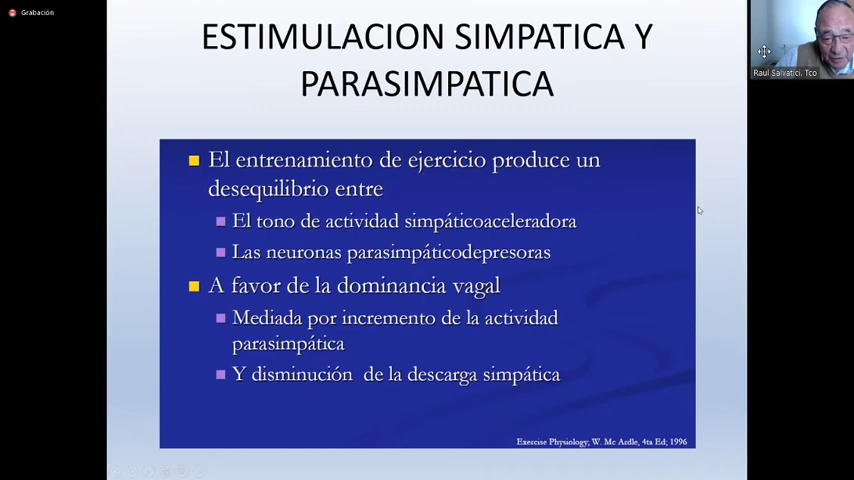 Grabación
ESTIMULACION SIMPATICA Y
PARASIMPATICA
Raul Salvatici. Tco
El entrenamiento de ejercicio produce un
desequilibrio entre
El tono de actividad simpáticoaceleradora
Las neuronas parasimpáticodepresoras
A favor de la dominancia vagal
Mediada por incremento de la actividad
parasimpática
Y disminución de la descarga simpática
Exercise Physiology; W. Mc Ardle, 4ta Ed; 1996